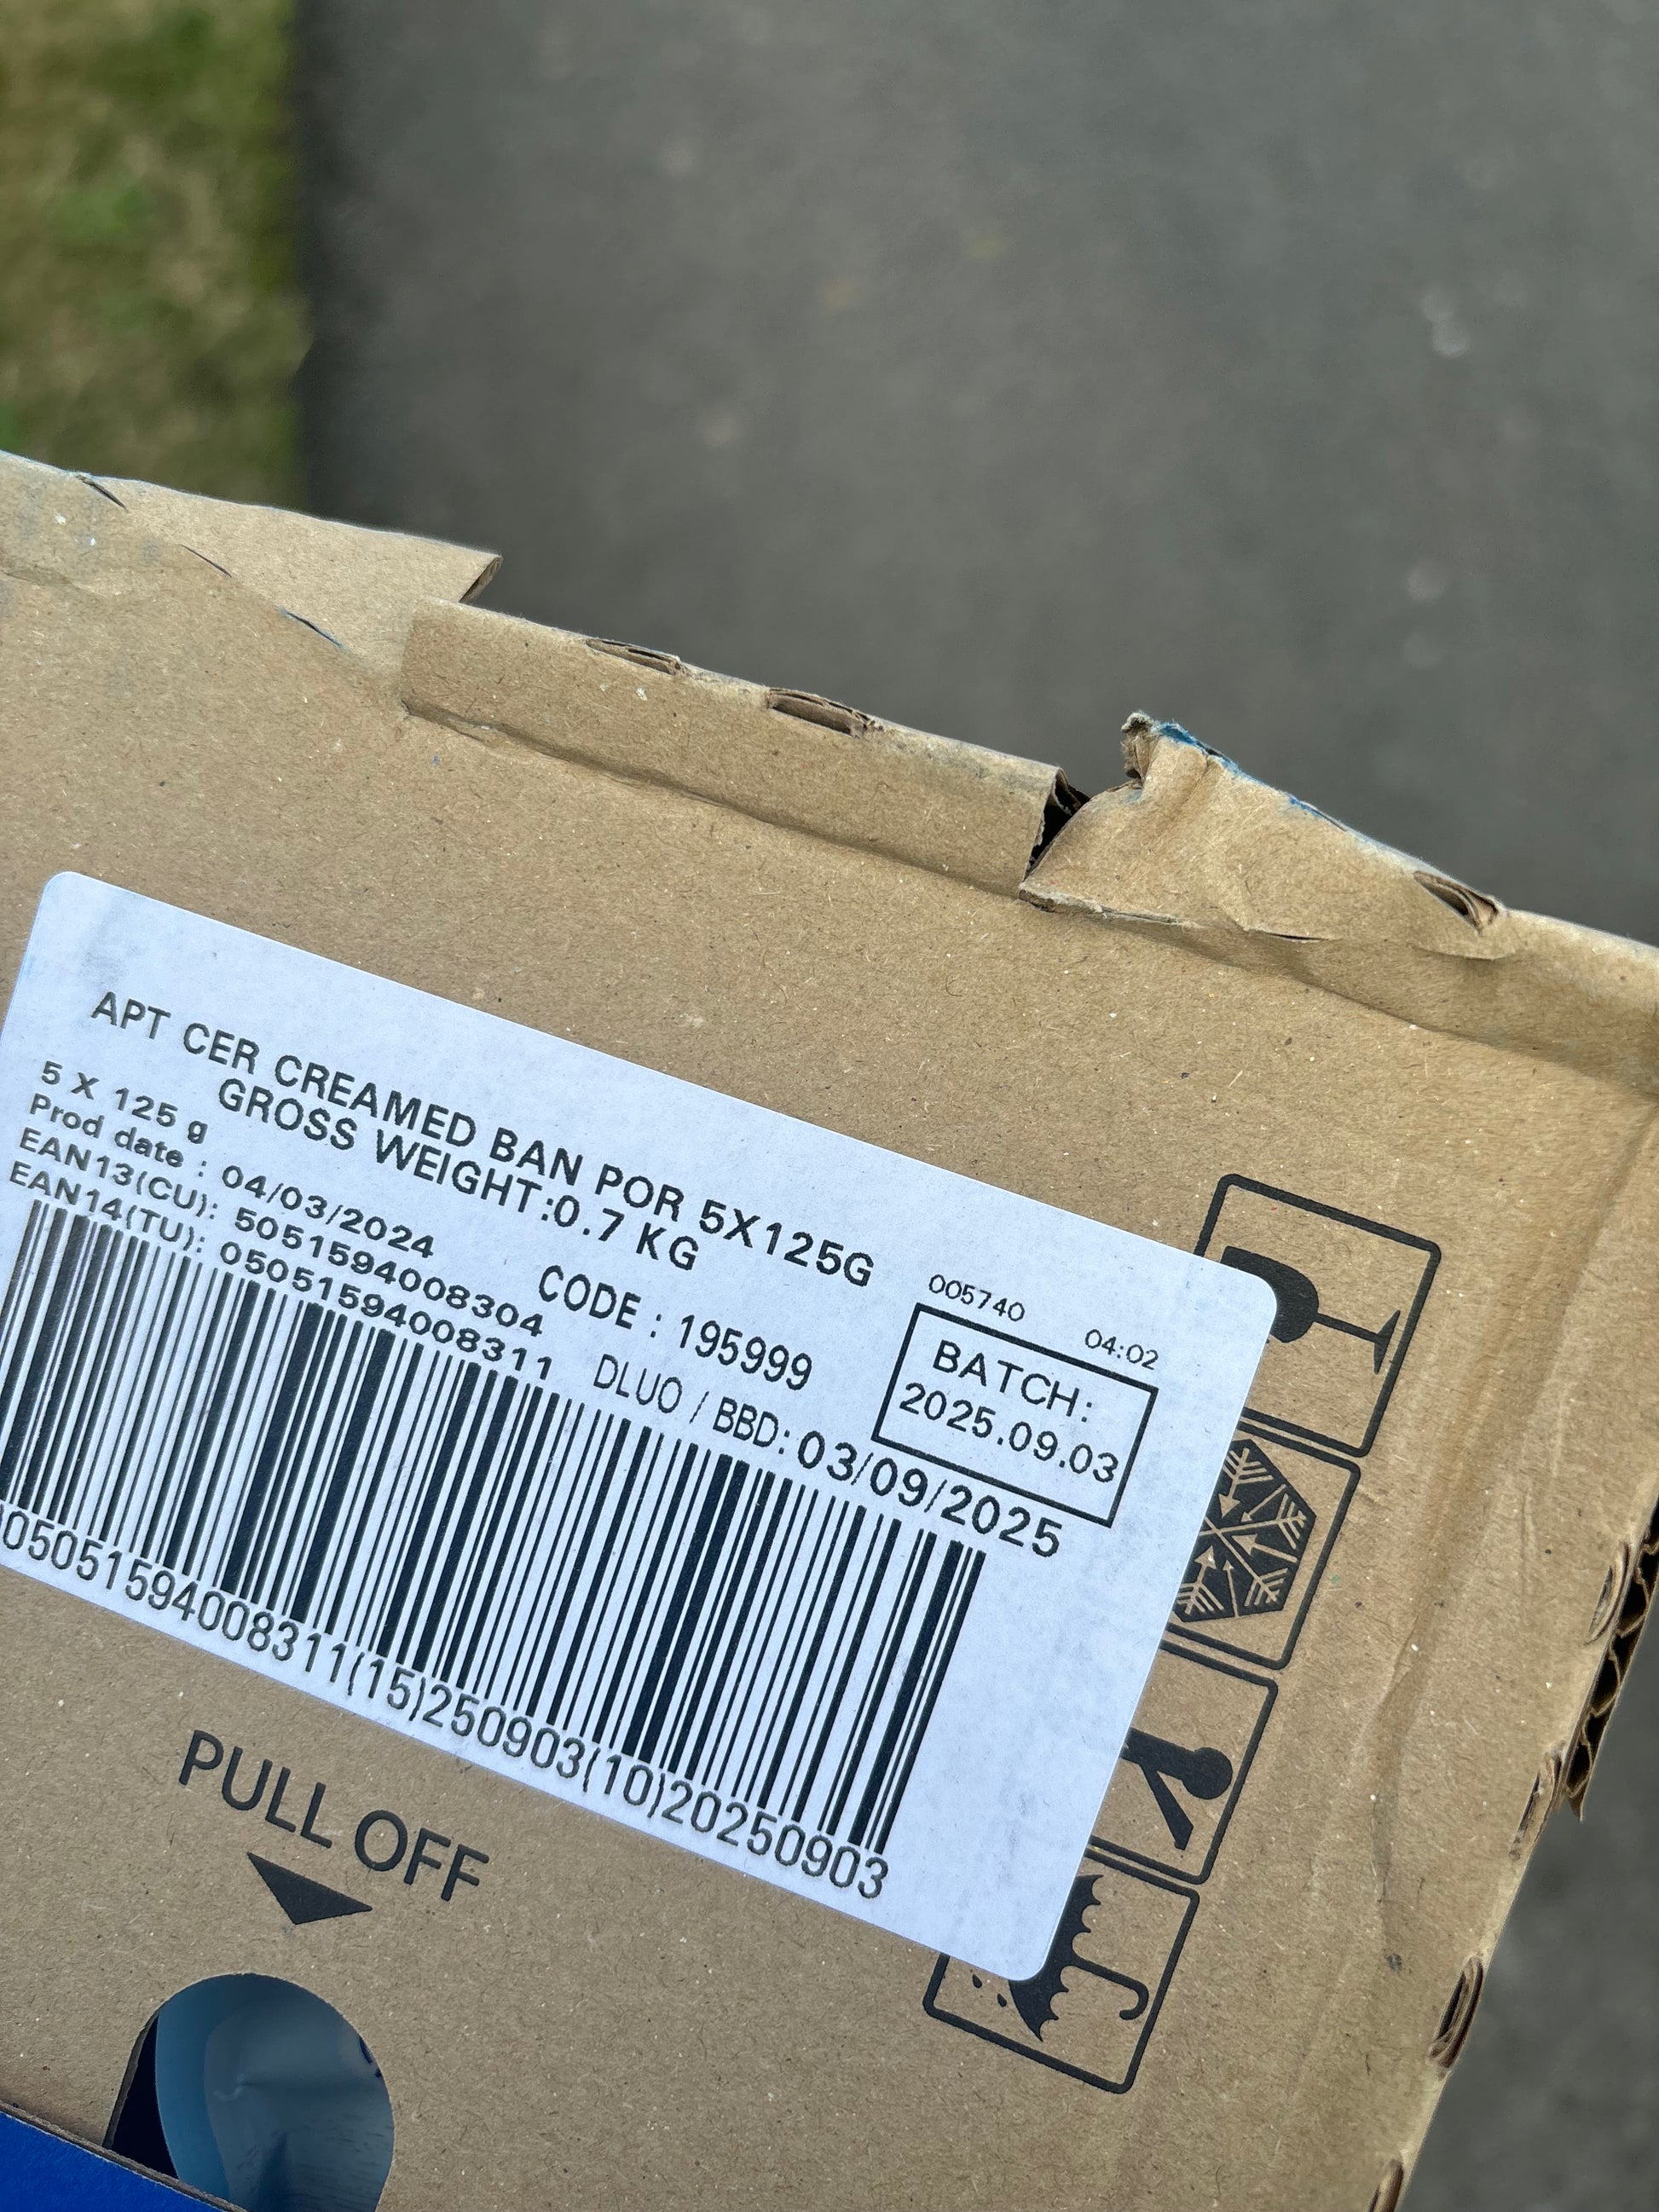 APT CER CREAMED BAN POR 5X125G
GROSS WEIGHT:0.7 KG
5 X 125 g
Prod date : 04/03/2024
EAN13(CU): 5051594008304
EAN14(TU): 05051594008311
CODE : 195999
DLUO / BBD: 03/09/2025
005740 04:02
BATCH:
2025.09.03
05051594008311(15)250903(10)20250903
PULL OFF